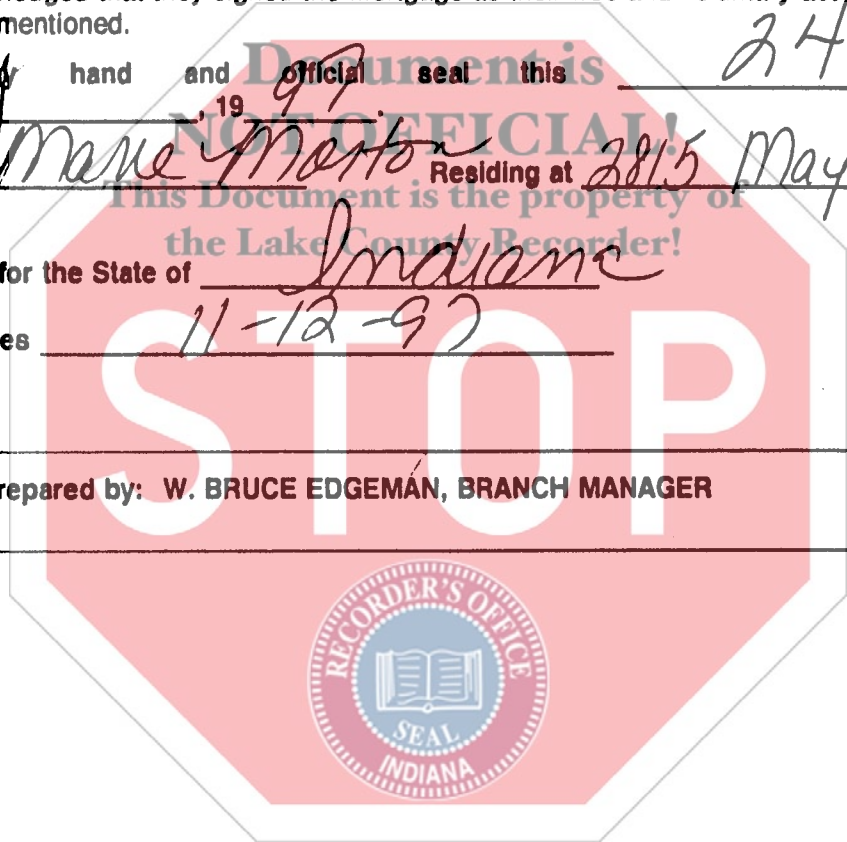 mentioned.
hand and official seal this 24
, 19 97.
Marie Morton Residing at 2815 May
for the State of Indiana
es 11-12-97
repared by: W. BRUCE EDGEMAN, BRANCH MANAGER
Document is
NOT OFFICIAL!
This Document is the property of
the Lake County Recorder!
STOP
RECORDER'S OFFICE
SEAL
INDIANA